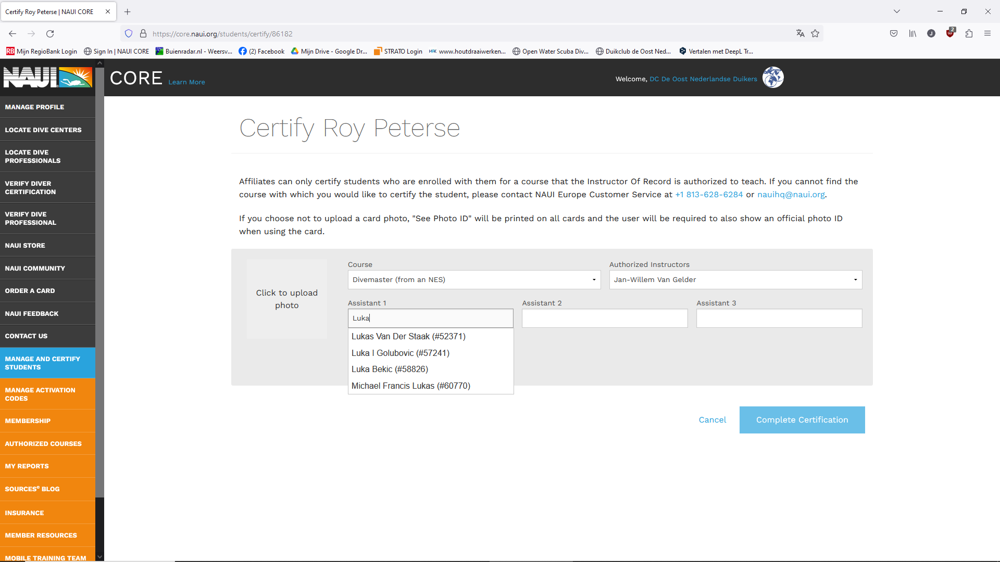 Certify Roy Peterse | NAUI CORE
https://core.naui.org/students/certify/86182
2
RB Mijn RegioBank Login
Sign In | NAUI CORE
Buienradar.nl - Weersv...
(2) Facebook
Mijn Drive - Google Dr...
STRATO Login
HFK www.houtdraaiwerken...
Open Water Scuba Div...
Duikclub de Oost Ned...
Vertalen met DeepL Tr...
NAUI
CORE Learn More
Welcome, DC De Oost Nederlandse Duikers
MANAGE PROFILE
LOCATE DIVE CENTERS
LOCATE DIVE
PROFESSIONALS
VERIFY DIVER
CERTIFICATION
VERIFY DIVE
PROFESSIONAL
NAUI STORE
NAUI COMMUNITY
ORDER A CARD
NAUI FEEDBACK
CONTACT US
MANAGE AND CERTIFY
STUDENTS
MANAGE ACTIVATION
CODES
MEMBERSHIP
AUTHORIZED COURSES
MY REPORTS
SOURCES© BLOG
INSURANCE
MEMBER RESOURCES
MOBILE TRAINING TEAM
Certify Roy Peterse
Affiliates can only certify students who are enrolled with them for a course that the Instructor Of Record is authorized to teach. If you cannot find the
course with which you would like to certify the student, please contact NAUI Europe Customer Service at +1 813-628-6284 or nauihq@naui.org.
If you choose not to upload a card photo, "See Photo ID" will be printed on all cards and the user will be required to also show an official photo ID
when using the card.
Click to upload
photo
Course
Authorized Instructors
Divemaster (from an NES)
Jan-Willem Van Gelder
Assistant 1
Assistant 2
Assistant 3
Luka
Lukas Van Der Staak (#52371)
Luka I Golubovic (#57241)
Luka Bekic (#58826)
Michael Francis Lukas (#60770)
Cancel
Complete Certification